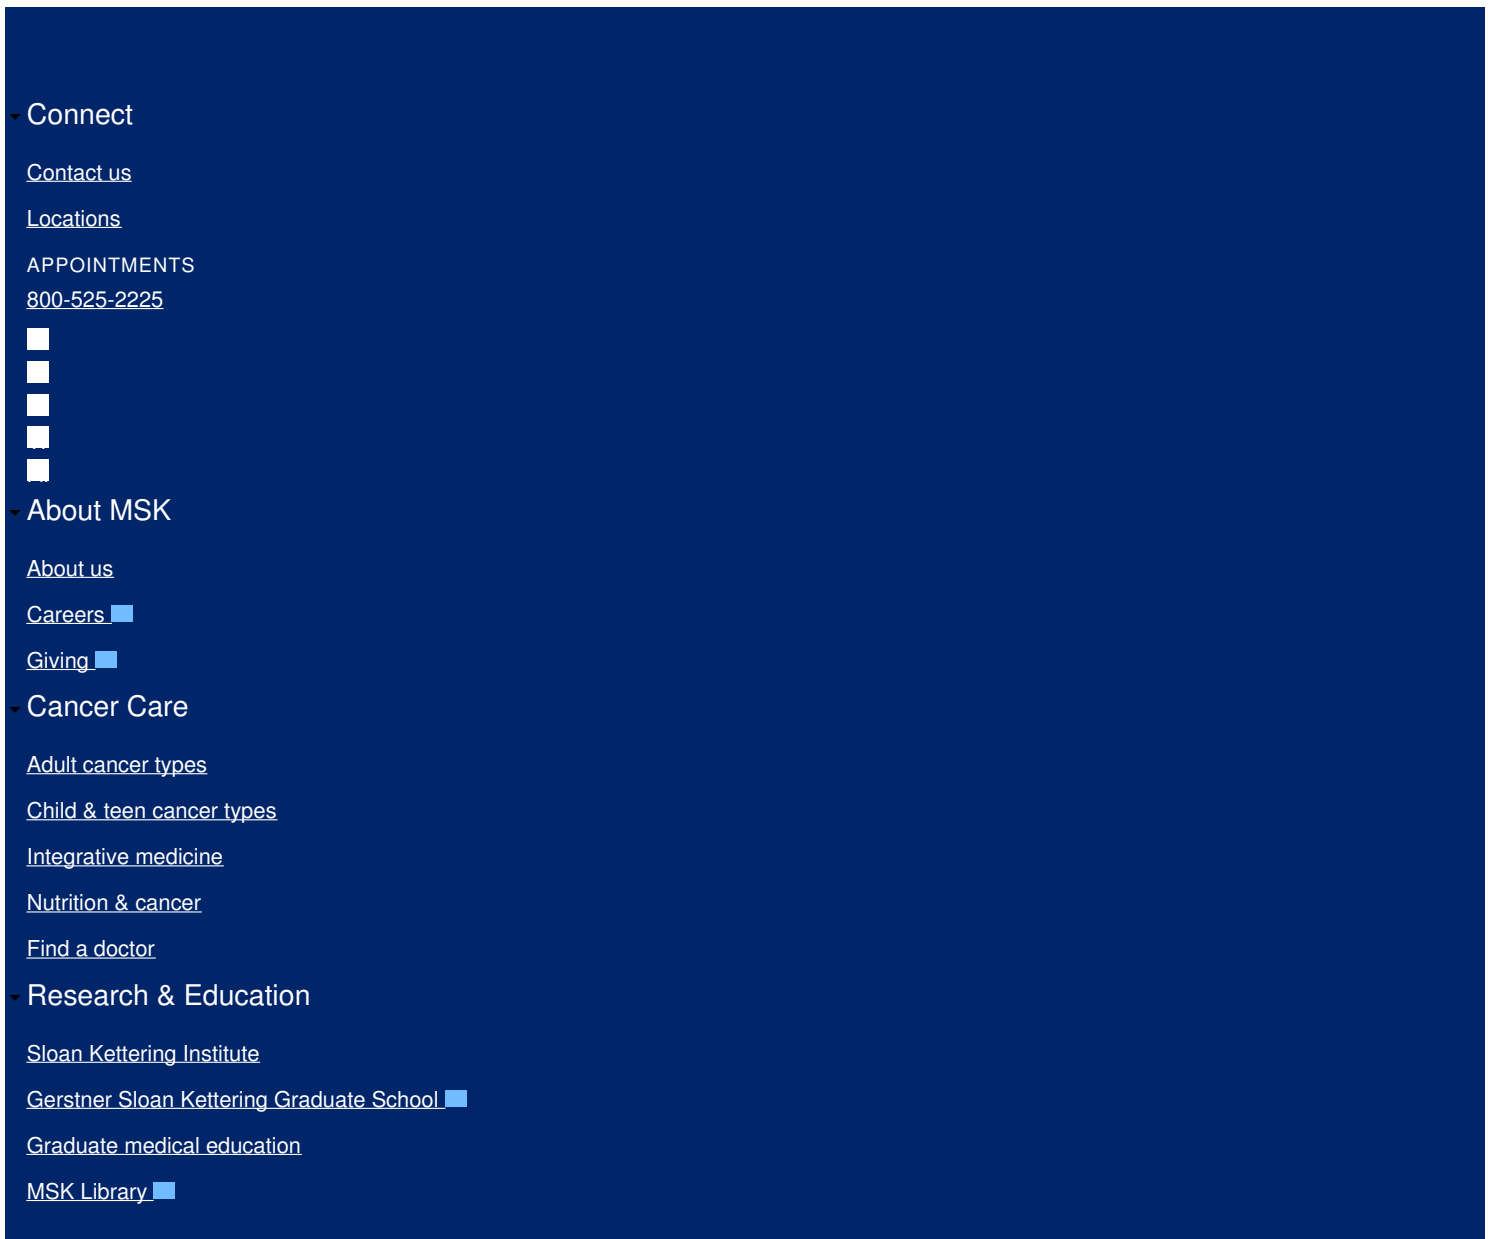 Connect
Contact us
Locations
APPOINTMENTS
800-525-2225
About MSK
About us
Careers
Giving
Cancer Care
Adult cancer types
Child & teen cancer types
Integrative medicine
Nutrition & cancer
Find a doctor
Research & Education
Sloan Kettering Institute
Gerstner Sloan Kettering Graduate School
Graduate medical education
MSK Library